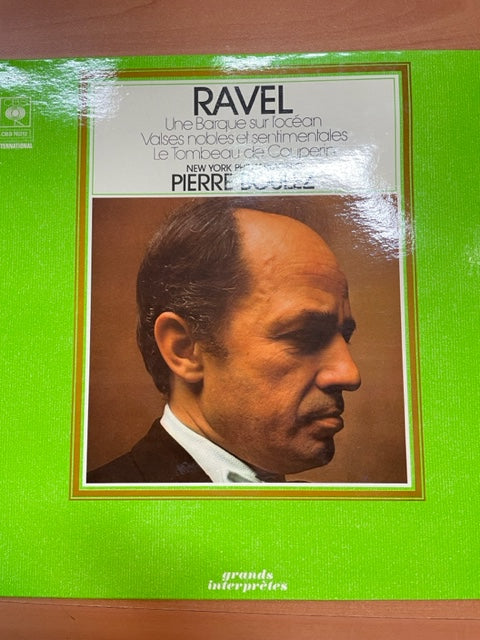 RAVEL
Une Barque sur l'océan
Valses nobles et sentimentales
Le Tombeau de Couperin
NEW YORK
PIERRE BOULEZ
INTERNATIONAL
grands
interprètes